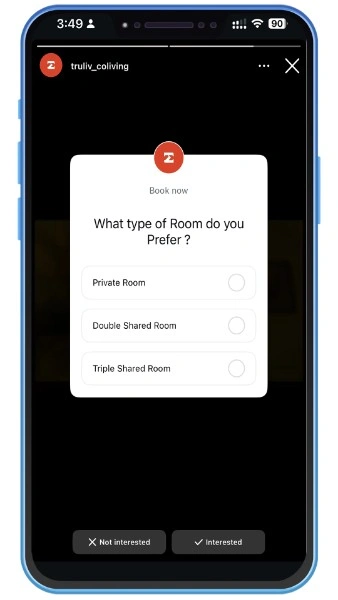 3:49
90
truliv_coliving
Book now
What type of Room do you
Prefer ?
Private Room
Double Shared Room
Triple Shared Room
Not interested
Interested